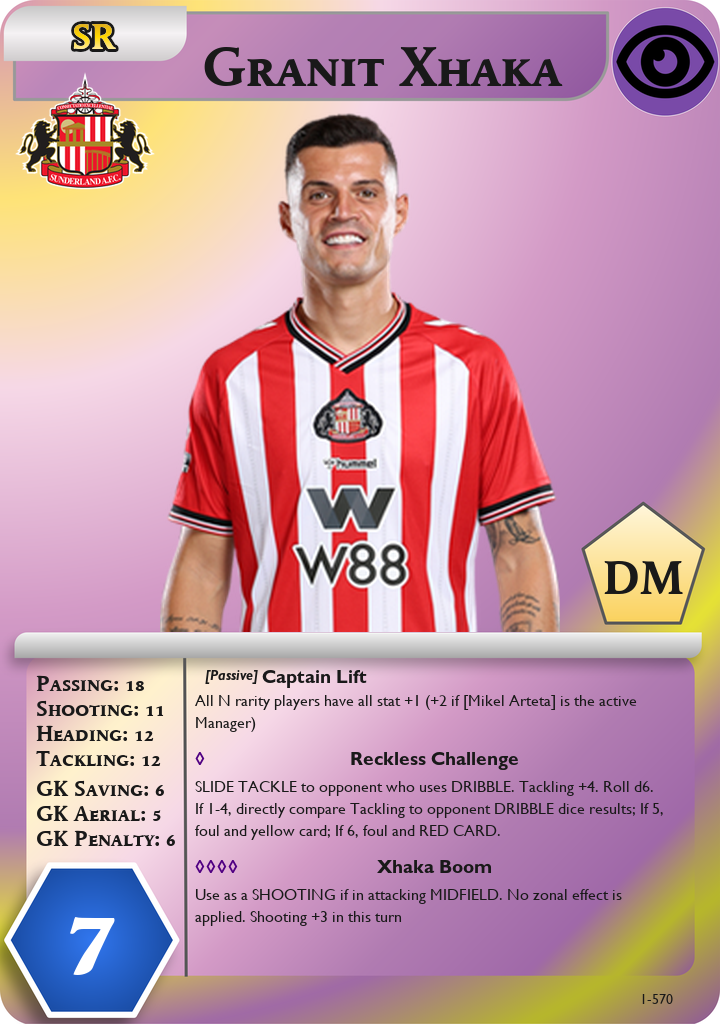 SR
Granit Xhaka
SUNDERLAND A.F.C.
hummel
W
W88
DM
Passing: 18
Shooting: 11
Heading: 12
Tackling: 12
GK Saving: 6
GK Aerial: 5
GK Penalty: 6
7
[Passive] Captain Lift
All N rarity players have all stat +1 (+2 if [Mikel Arteta] is the active
Manager)
◊ Reckless Challenge
SLIDE TACKLE to opponent who uses DRIBBLE. Tackling +4. Roll d6.
If 1-4, directly compare Tackling to opponent DRIBBLE dice results; If 5,
foul and yellow card; If 6, foul and RED CARD.
◊◊◊◊ Xhaka Boom
Use as a SHOOTING if in attacking MIDFIELD. No zonal effect is
applied. Shooting +3 in this turn
1-570